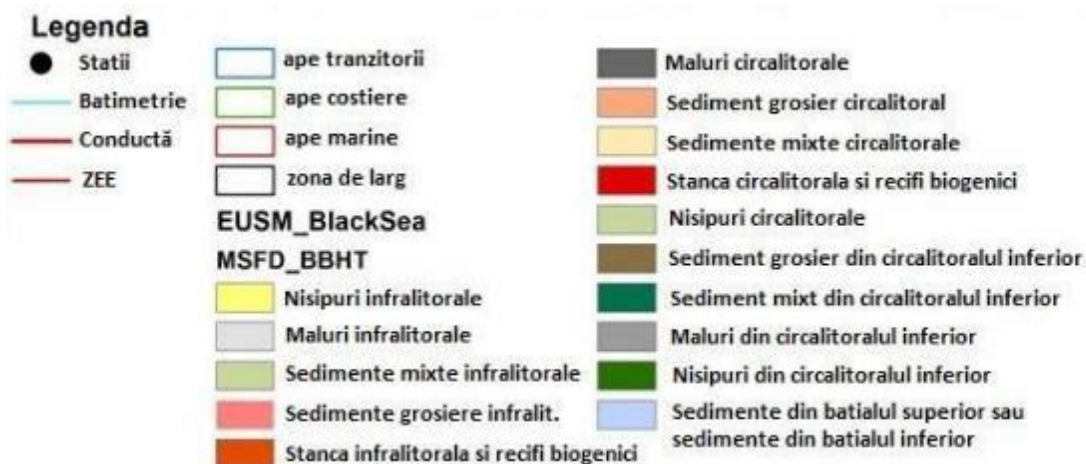 Legenda
Statii
Batimetrie
Conductă
ZEE
ape tranzitorii
ape costiere
ape marine
zona de larg
EUSM_BlackSea
MSFD_BBHT
Nisipuri infralitorale
Maluri infralitorale
Sedimente mixte infralitorale
Sedimente grosiere infralit.
Stanca infralitorala si recifi biogenici
Maluri circalitorale
Sediment grosier circalitoral
Sedimente mixte circalitorale
Stanca circalitorala si recifi biogenici
Nisipuri circalitorale
Sediment grosier din circalitoralul inferior
Sediment mixt din circalitoralul inferior
Maluri din circalitoralul inferior
Nisipuri din circalitoralul inferior
Sedimente din batialul superior sau
sedimente din batialul inferior